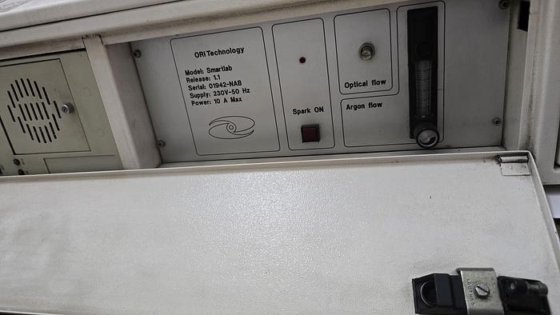 ORI Technology
Model: Smartlab
Release: 1.1
Serial: 01942-NAB
Supply: 230V-50 Hz
Power: 10 A Max
Spark ON
Optical flow
Argon flow